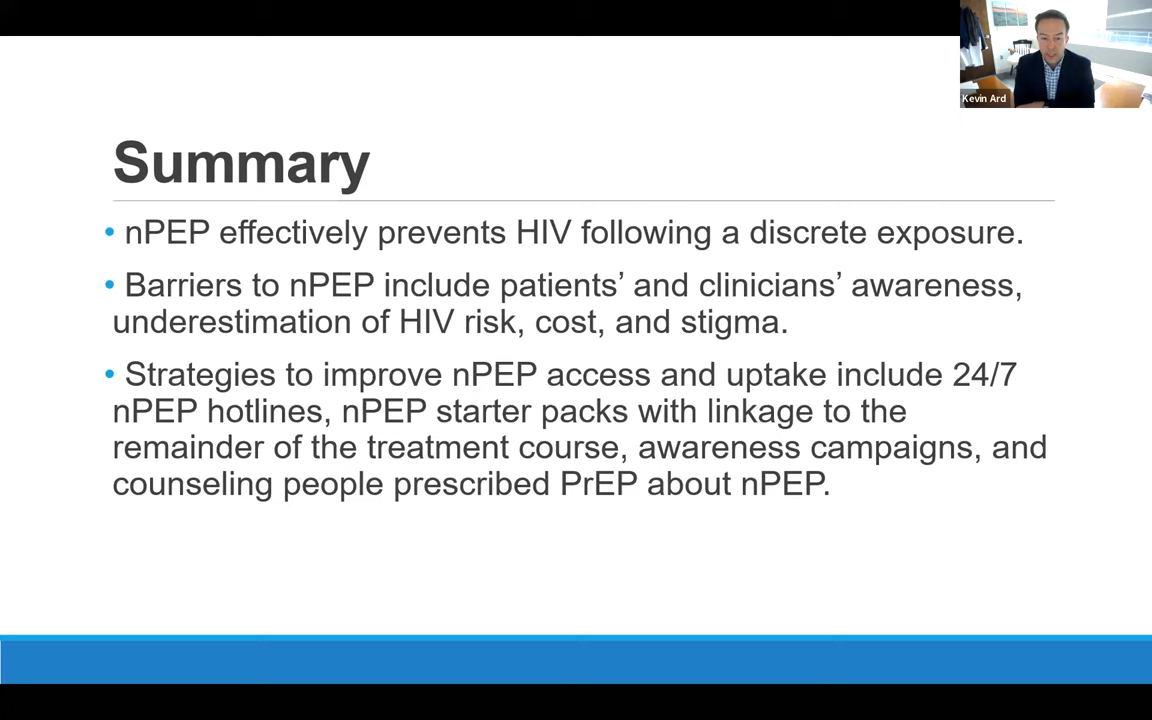 Kevin Ard
Summary
• nPEP effectively prevents HIV following a discrete exposure.
• Barriers to nPEP include patients’ and clinicians’ awareness,
underestimation of HIV risk, cost, and stigma.
• Strategies to improve nPEP access and uptake include 24/7
nPEP hotlines, nPEP starter packs with linkage to the
remainder of the treatment course, awareness campaigns, and
counseling people prescribed PrEP about nPEP.